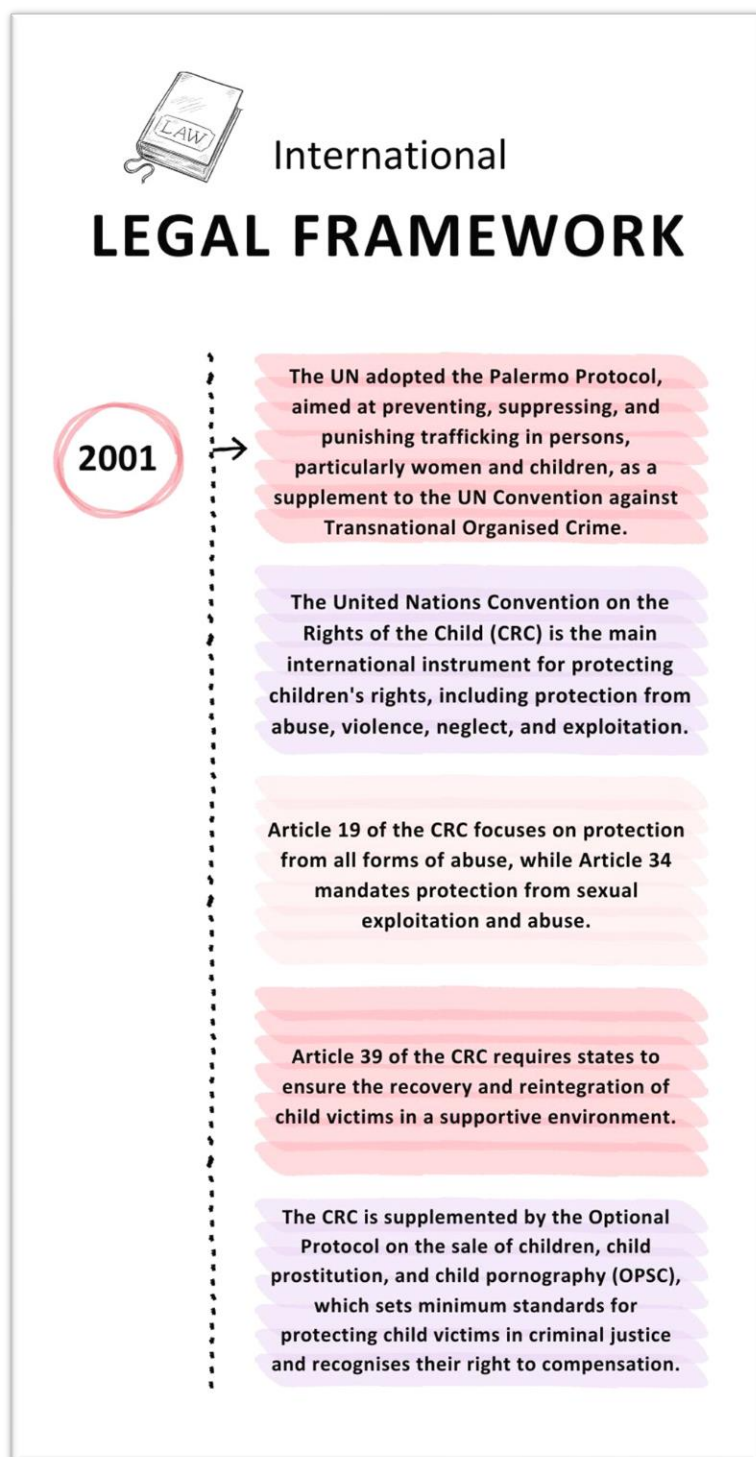 LAW
International
LEGAL FRAMEWORK
2001
The UN adopted the Palermo Protocol,
aimed at preventing, suppressing, and
punishing trafficking in persons,
particularly women and children, as a
supplement to the UN Convention against
Transnational Organised Crime.
The United Nations Convention on the
Rights of the Child (CRC) is the main
international instrument for protecting
children's rights, including protection from
abuse, violence, neglect, and exploitation.
Article 19 of the CRC focuses on protection
from all forms of abuse, while Article 34
mandates protection from sexual
exploitation and abuse.
Article 39 of the CRC requires states to
ensure the recovery and reintegration of
child victims in a supportive environment.
The CRC is supplemented by the Optional
Protocol on the sale of children, child
prostitution, and child pornography (OPSC),
which sets minimum standards for
protecting child victims in criminal justice
and recognises their right to compensation.